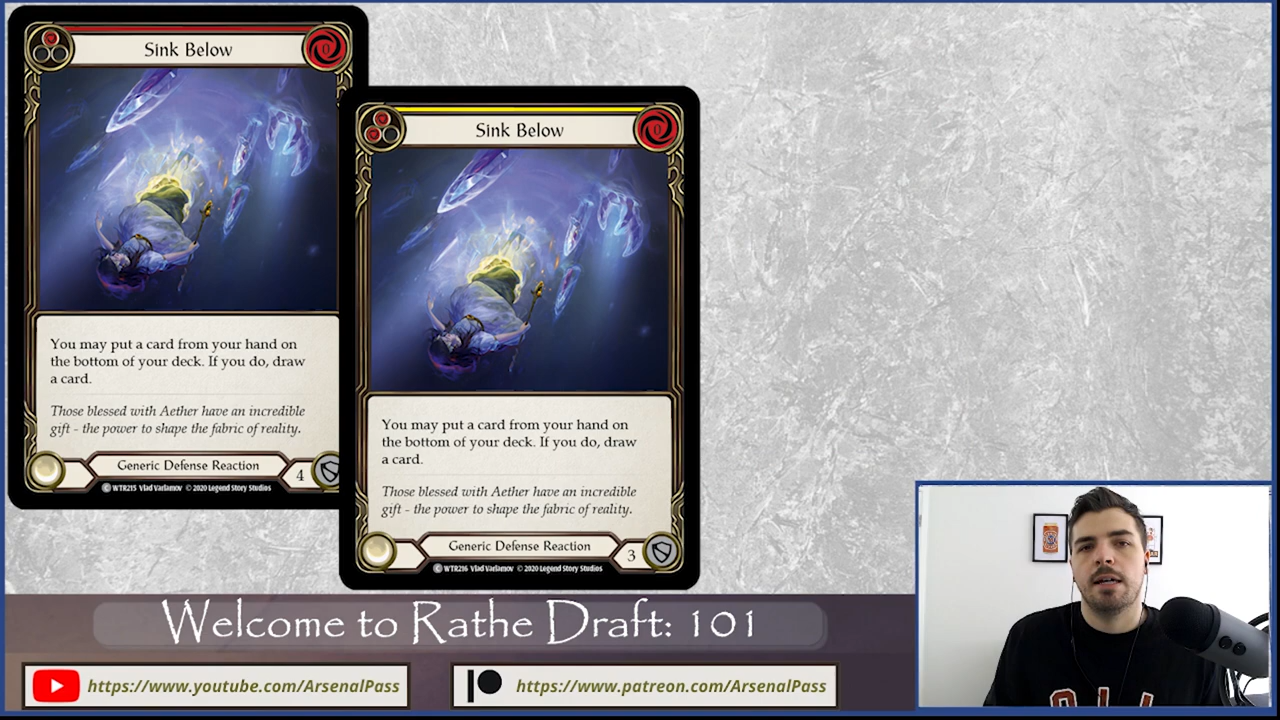 Sink Below
0
You may put a card from your hand on
the bottom of your deck. If you do, draw
a card.
Those blessed with Aether have an incredible
gift - the power to shape the fabric of reality.
Generic Defense Reaction
4
C WTR215 Vlad Varlamov © 2020 Legend Story Studios
Sink Below
0
You may put a card from your hand on
the bottom of your deck. If you do, draw
a card.
Those blessed with Aether have an incredible
gift - the power to shape the fabric of reality.
Generic Defense Reaction
3
C WTR216 Vlad Varlamov © 2020 Legend Story Studios
Welcome to Rathe Draft: 101
https://www.youtube.com/ArsenalPass
https://www.patreon.com/ArsenalPass